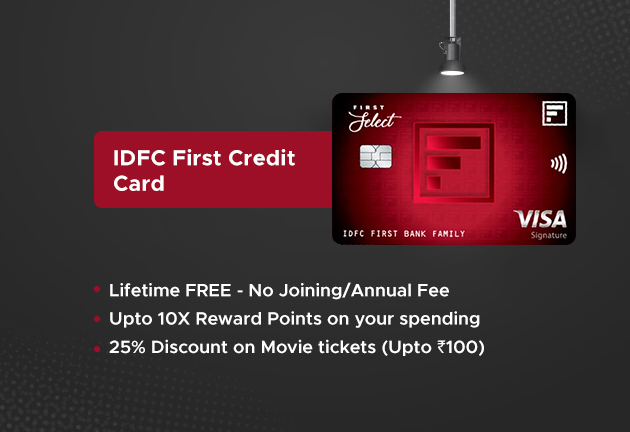 FIRST
Select
IDFC First Credit
Card
VISA
Signature
IDFC FIRST BANK FAMILY
Lifetime FREE - No Joining/Annual Fee
Upto 10X Reward Points on your spending
25% Discount on Movie tickets (Upto ₹100)